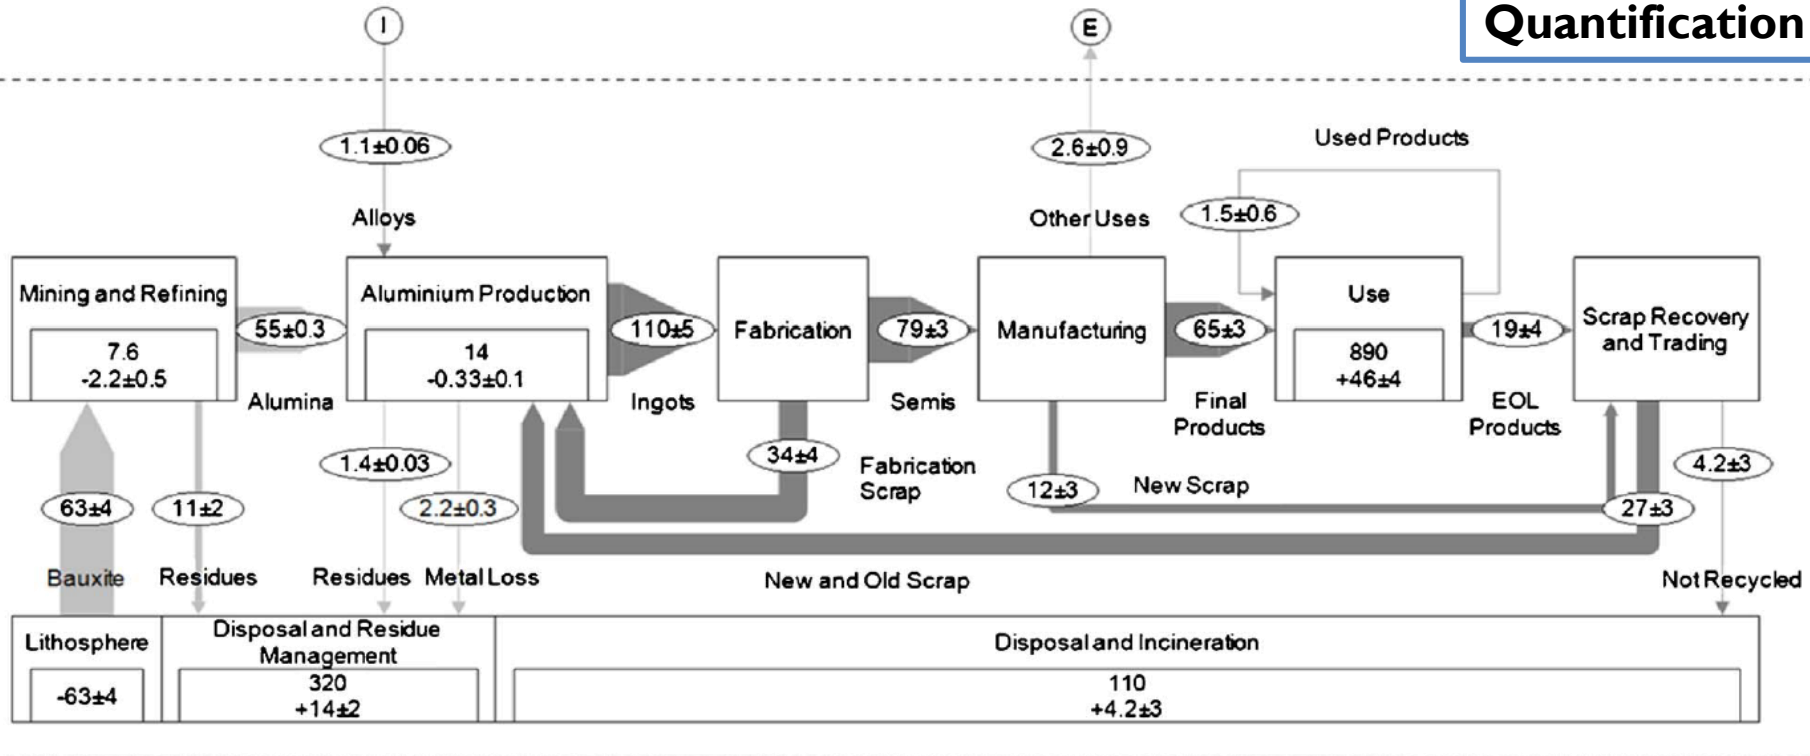 Quantification
I
E
1.1±0.06
2.6±0.9
Used Products
Alloys
Other Uses
1.5±0.6
Mining and Refining
7.6
-2.2±0.5
55±0.3
Alumina
Aluminium Production
14
-0.33±0.1
110±5
Ingots
Fabrication
79±3
Semis
Manufacturing
65±3
Final
Products
Use
890
+46±4
19±4
EOL
Products
Scrap Recovery
and Trading
63±4
Bauxite
11±2
Residues
1.4±0.03
Residues
2.2±0.3
Metal Loss
34±4
Fabrication
Scrap
12±3
New Scrap
27±3
New and Old Scrap
4.2±3
Not Recycled
Lithosphere
-63±4
Disposal and Residue
Management
320
+14±2
Disposal and Incineration
110
+4.2±3